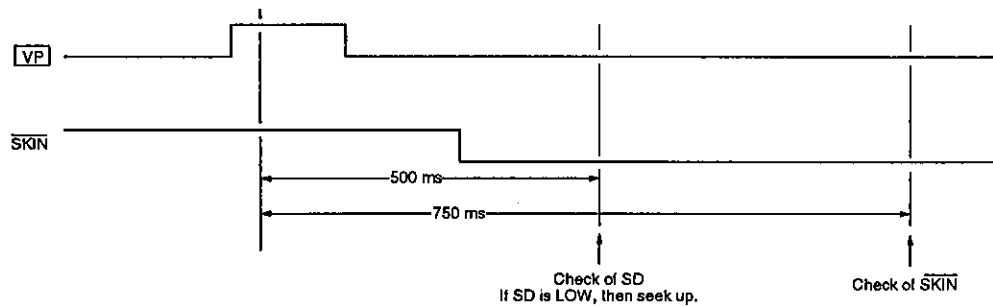 VP
SKIN
500 ms
750 ms
Check of SD
If SD is LOW, then seek up.
Check of SKIN